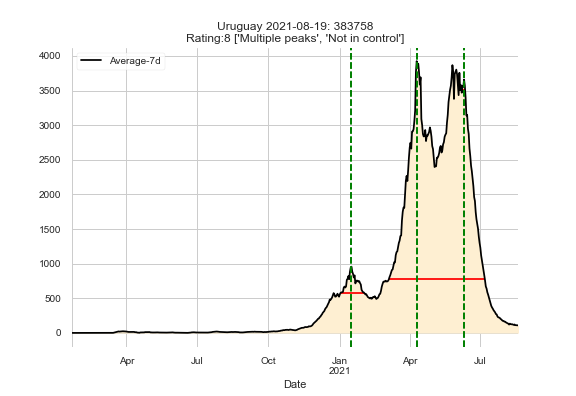 Uruguay 2021-08-19: 383758
Rating:8 ['Multiple peaks', 'Not in control']
Average-7d
4000
3500
3000
2500
2000
1500
1000
500
0
Apr Jul Oct Jan Apr Jul
2021
Date